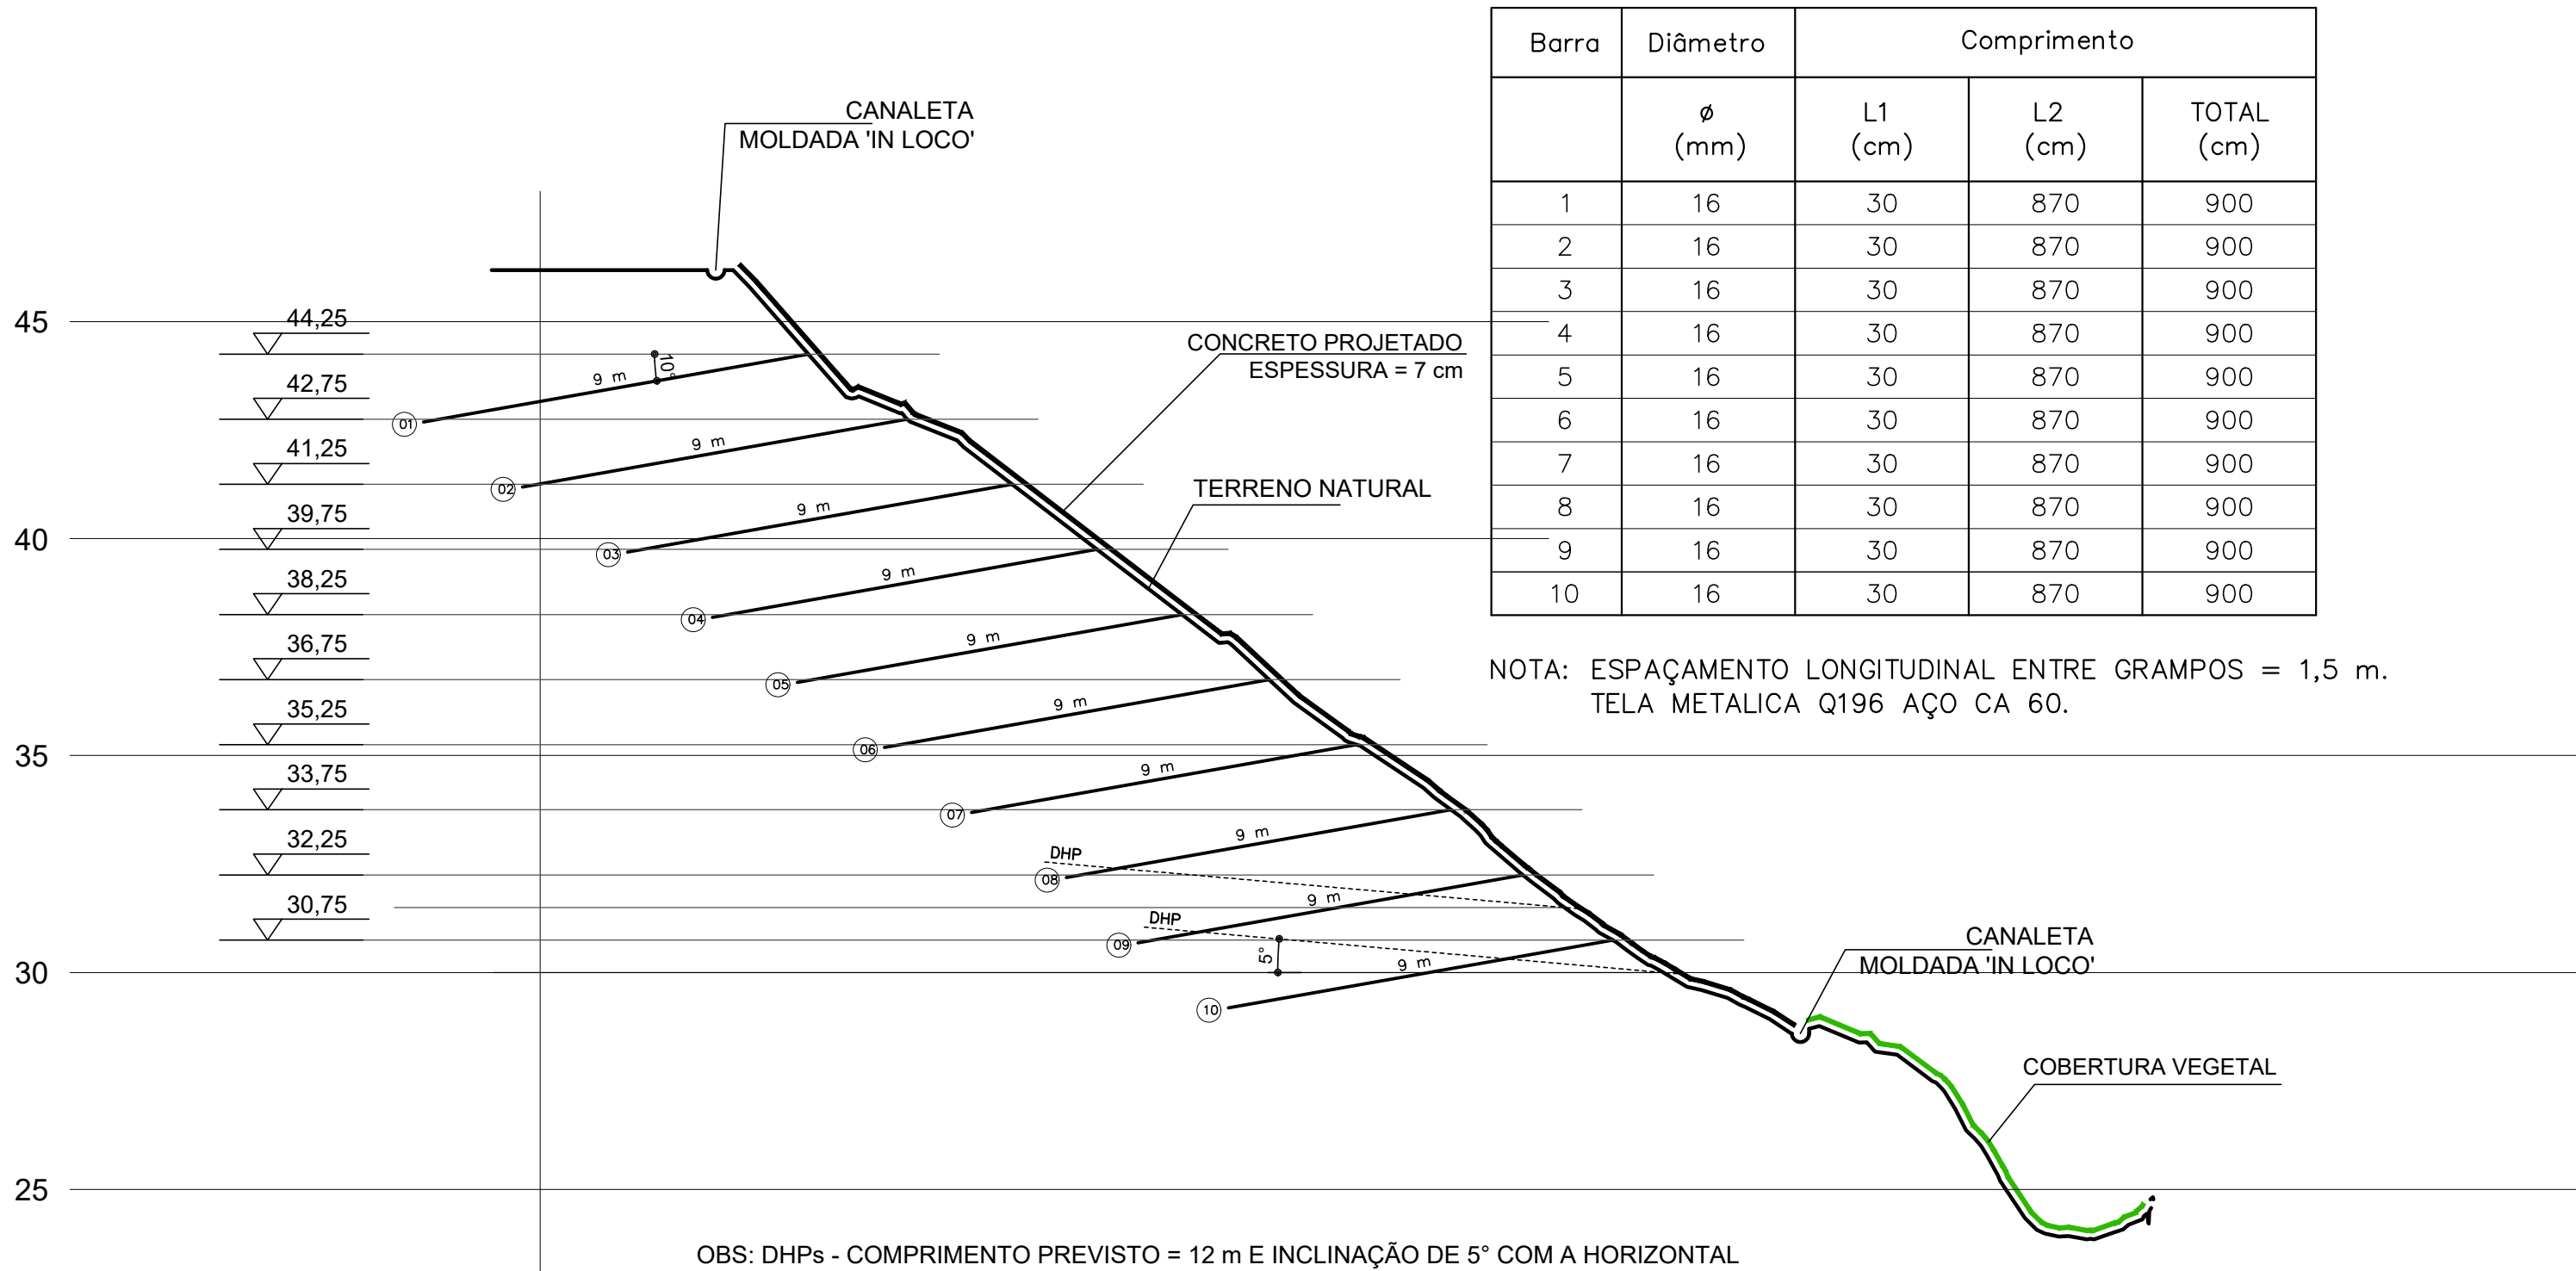 Barra Diâmetro Comprimento
ø (mm) L1 (cm) L2 (cm) TOTAL (cm)
1 16 30 870 900
2 16 30 870 900
3 16 30 870 900
4 16 30 870 900
5 16 30 870 900
6 16 30 870 900
7 16 30 870 900
8 16 30 870 900
9 16 30 870 900
10 16 30 870 900
NOTA: ESPAÇAMENTO LONGITUDINAL ENTRE GRAMPOS = 1,5 m.
TELA METALICA Q196 AÇO CA 60.
CANALETA
MOLDADA 'IN LOCO'
45
44,25
42,75
41,25
40
39,75
38,25
36,75
35
35,25
33,75
32,25
30,75
30
25
10°
9 m
01
9 m
02
9 m
03
9 m
04
9 m
05
9 m
06
9 m
07
9 m
08
9 m
09
9 m
10
DHP
DHP
5°
CONCRETO PROJETADO
ESPESSURA = 7 cm
TERRENO NATURAL
CANALETA
MOLDADA 'IN LOCO'
COBERTURA VEGETAL
OBS: DHPs - COMPRIMENTO PREVISTO = 12 m E INCLINAÇÃO DE 5° COM A HORIZONTAL